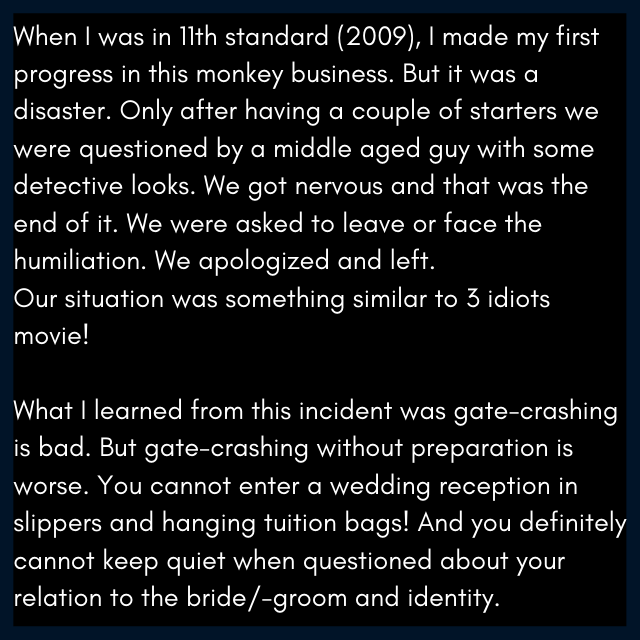 When I was in 11th standard (2009), I made my first
progress in this monkey business. But it was a
disaster. Only after having a couple of starters we
were questioned by a middle aged guy with some
detective looks. We got nervous and that was the
end of it. We were asked to leave or face the
humiliation. We apologized and left.
Our situation was something similar to 3 idiots
movie!
What I learned from this incident was gate-crashing
is bad. But gate-crashing without preparation is
worse. You cannot enter a wedding reception in
slippers and hanging tuition bags! And you definitely
cannot keep quiet when questioned about your
relation to the bride/-groom and identity.